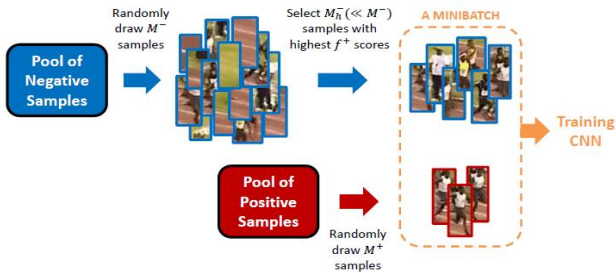 Randomly
draw M⁻
samples
Select M_h⁻(≪ M⁻)
samples with
highest f⁺ scores
A MINIBATCH
Pool of
Negative
Samples
Training
CNN
Pool of
Positive
Samples
Randomly
draw M⁺
samples